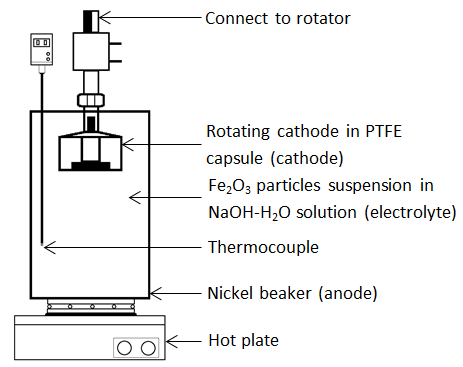 Connect to rotator
Rotating cathode in PTFE
capsule (cathode)
Fe₂O₃ particles suspension in
NaOH-H₂O solution (electrolyte)
Thermocouple
Nickel beaker (anode)
Hot plate